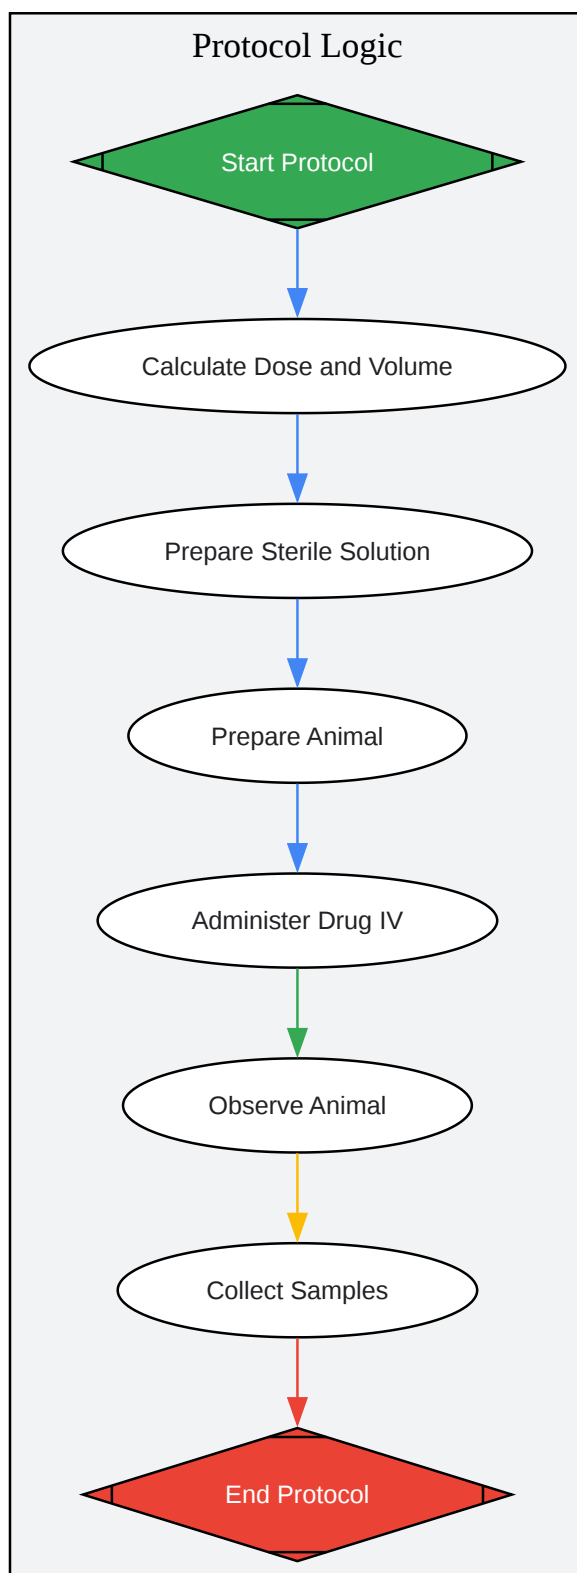 Protocol Logic
Start Protocol
Calculate Dose and Volume
Prepare Sterile Solution
Prepare Animal
Administer Drug IV
Observe Animal
Collect Samples
End Protocol